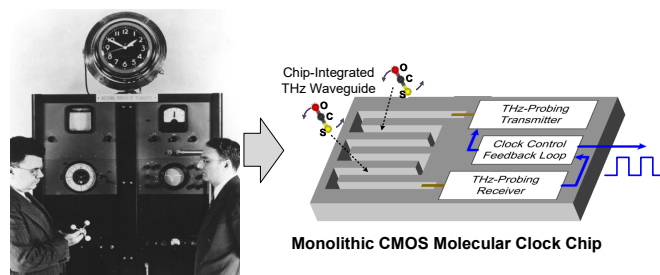 Chip-Integrated
THz Waveguide
O
C
S
O
C
S
THz-Probing
Transmitter
Clock Control
Feedback Loop
THz-Probing
Receiver
Monolithic CMOS Molecular Clock Chip